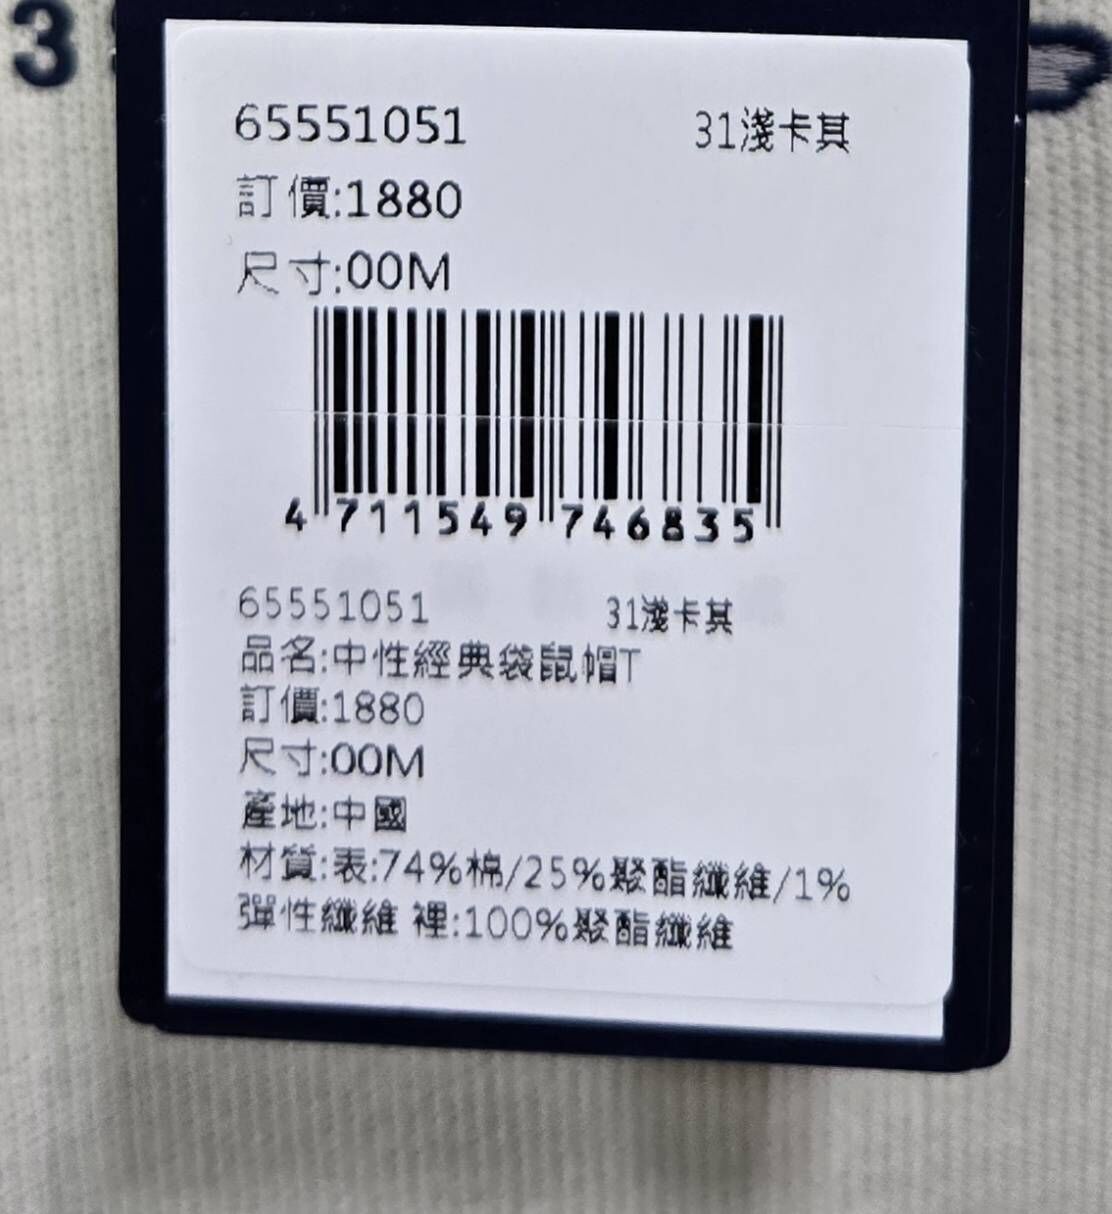 3
65551051 31淺卡其
訂價:1880
尺寸:00M
4 711549 746835
65551051 31淺卡其
品名:中性經典袋鼠帽T
訂價:1880
尺寸:00M
產地:中國
材質:表:74%棉/25%聚酯纖維/1%
彈性纖維 裡:100%聚酯纖維